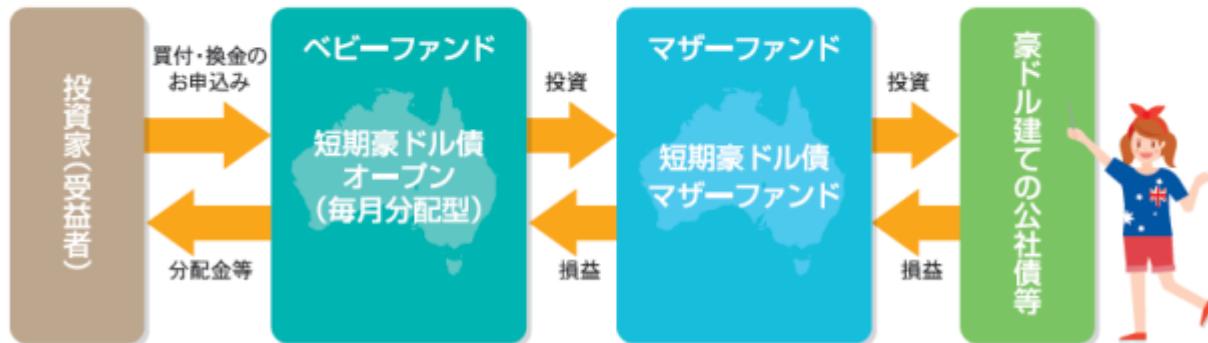 投資家（受益者）
買付・換金の
お申込み
分配金等
ベビーファンド
短期豪ドル債
オープン
（毎月分配型）
投資
損益
マザーファンド
短期豪ドル債
マザーファンド
投資
損益
豪ドル建ての公社債等